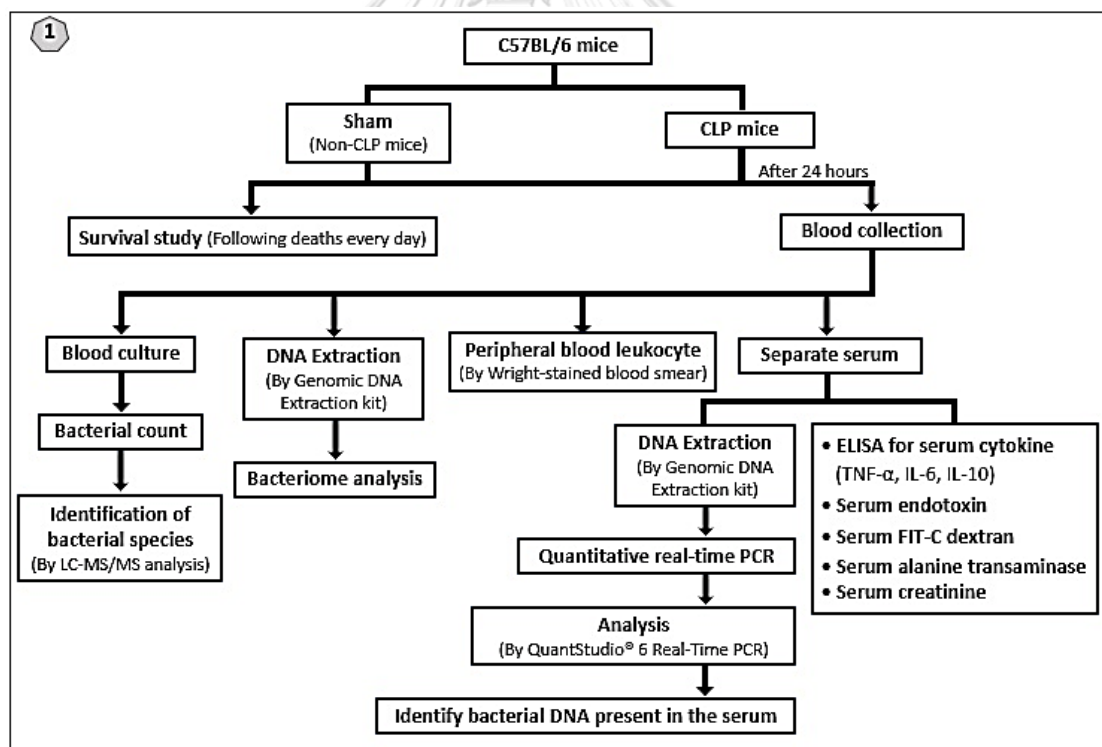 1
C57BL/6 mice
Sham
(Non-CLP mice)
CLP mice
After 24 hours
Survival study (Following deaths every day)
Blood collection
Blood culture
Bacterial count
Identification of
bacterial species
(By LC-MS/MS analysis)
DNA Extraction
(By Genomic DNA
Extraction kit)
Bacteriome analysis
Peripheral blood leukocyte
(By Wright-stained blood smear)
Separate serum
DNA Extraction
(By Genomic DNA
Extraction kit)
Quantitative real-time PCR
Analysis
(By QuantStudio® 6 Real-Time PCR)
Identify bacterial DNA present in the serum
• ELISA for serum cytokine
(TNF-α, IL-6, IL-10)
• Serum endotoxin
• Serum FIT-C dextran
• Serum alanine transaminase
• Serum creatinine